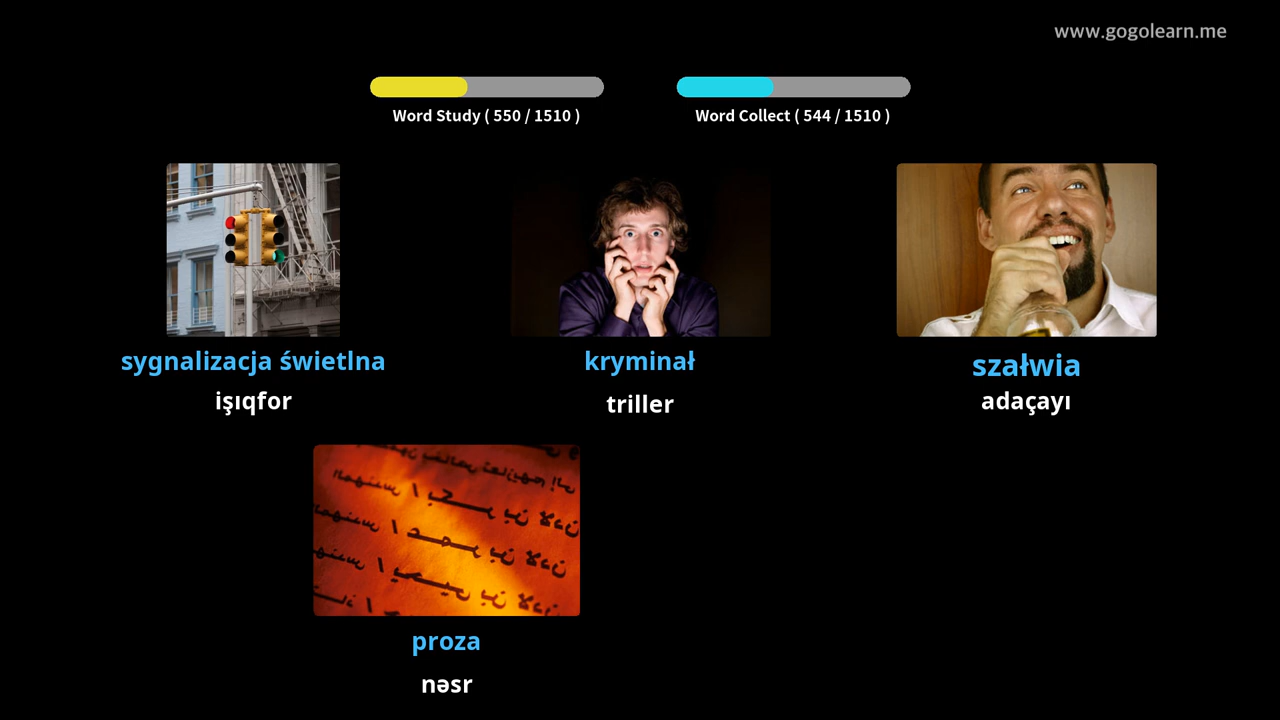 www.gogolearn.me
Word Study ( 550 / 1510 )
Word Collect ( 544 / 1510 )
sygnalizacja świetlna
kryminał
szałwia
işıqfor
triller
adaçayı
proza
nəsr